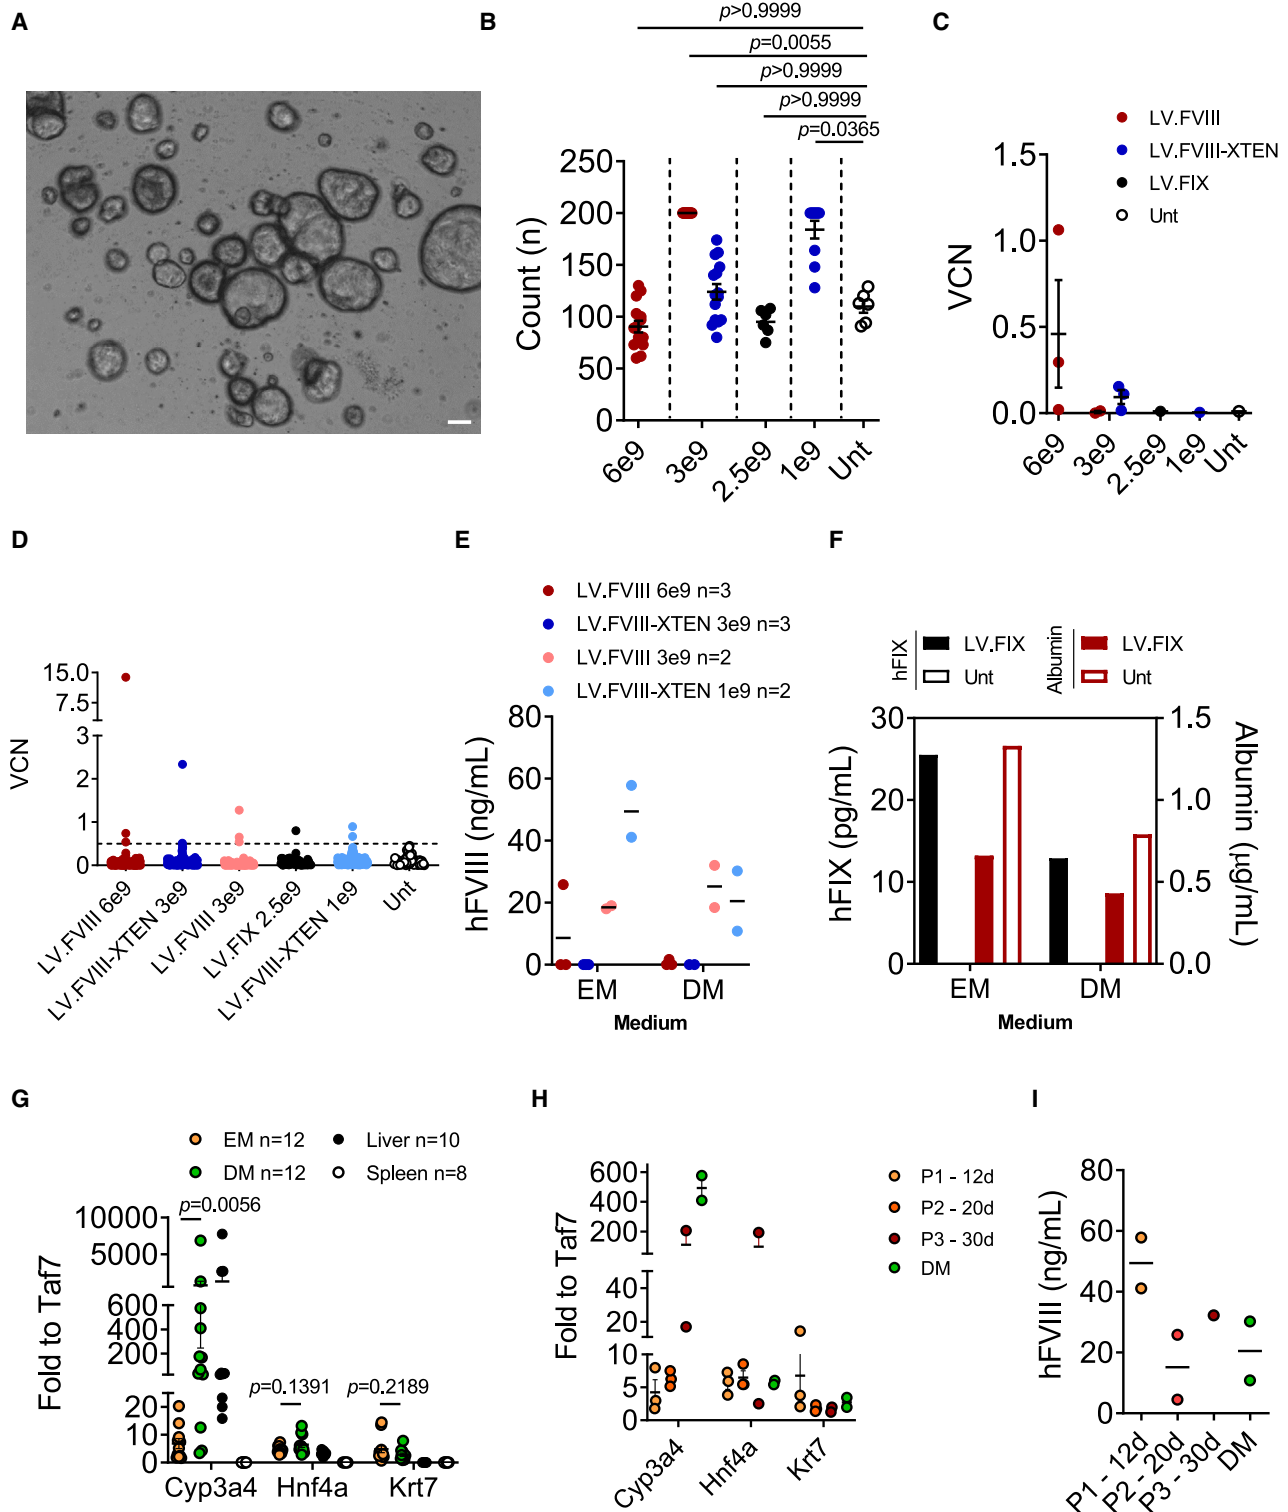 A
B
p>0.9999
p=0.0055
p>0.9999
p>0.9999
p=0.0365
Count (n)
250
200
150
100
50
0
6e9
3e9
2.5e9
1e9
Unt
C
LV.FVIII
LV.FVIII-XTEN
LV.FIX
Unt
VCN
1.5
1.0
0.5
0.0
6e9
3e9
2.5e9
1e9
Unt
D
VCN
15.0
7.5
3
2
1
0
LV.FVIII 6e9
LV.FVIII-XTEN 3e9
LV.FVIII 3e9
LV.FIX 2.5e9
LV.FVIII-XTEN 1e9
Unt
E
LV.FVIII 6e9 n=3
LV.FVIII-XTEN 3e9 n=3
LV.FVIII 3e9 n=2
LV.FVIII-XTEN 1e9 n=2
hFVIII (ng/mL)
80
60
40
20
0
EM
DM
Medium
F
hFIX
LV.FIX
Unt
Albumin
LV.FIX
Unt
hFIX (pg/mL)
30
20
10
0
Albumin (µg/mL)
1.5
1.0
0.5
0.0
EM
DM
Medium
G
EM n=12
DM n=12
Liver n=10
Spleen n=8
p=0.0056
p=0.1391
p=0.2189
Fold to Taf7
10000
5000
600
400
200
20
10
0
Cyp3a4
Hnf4a
Krt7
H
P1 - 12d
P2 - 20d
P3 - 30d
DM
Fold to Taf7
600
400
200
40
20
10
5
0
Cyp3a4
Hnf4a
Krt7
I
hFVIII (ng/mL)
80
60
40
20
0
P1 - 12d
P2 - 20d
P3 - 30d
DM